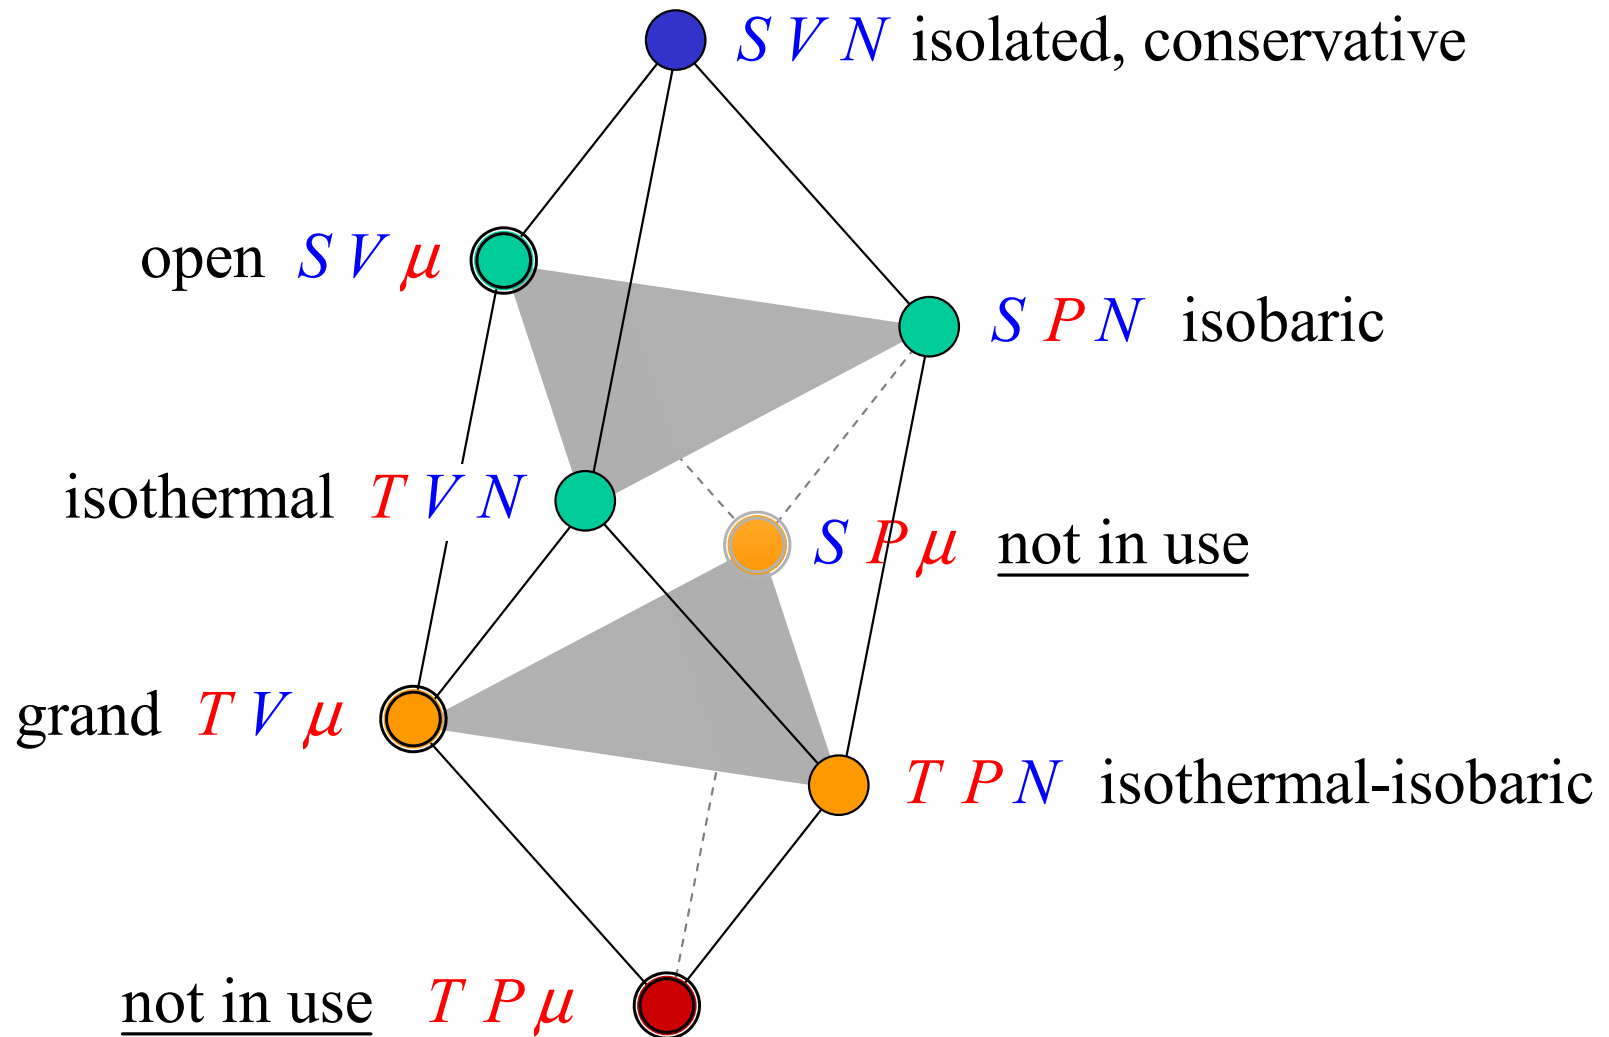 S V N isolated, conservative
open S V μ
S P N isobaric
isothermal T V N
S P μ not in use
grand T V μ
T P N isothermal-isobaric
not in use T P μ